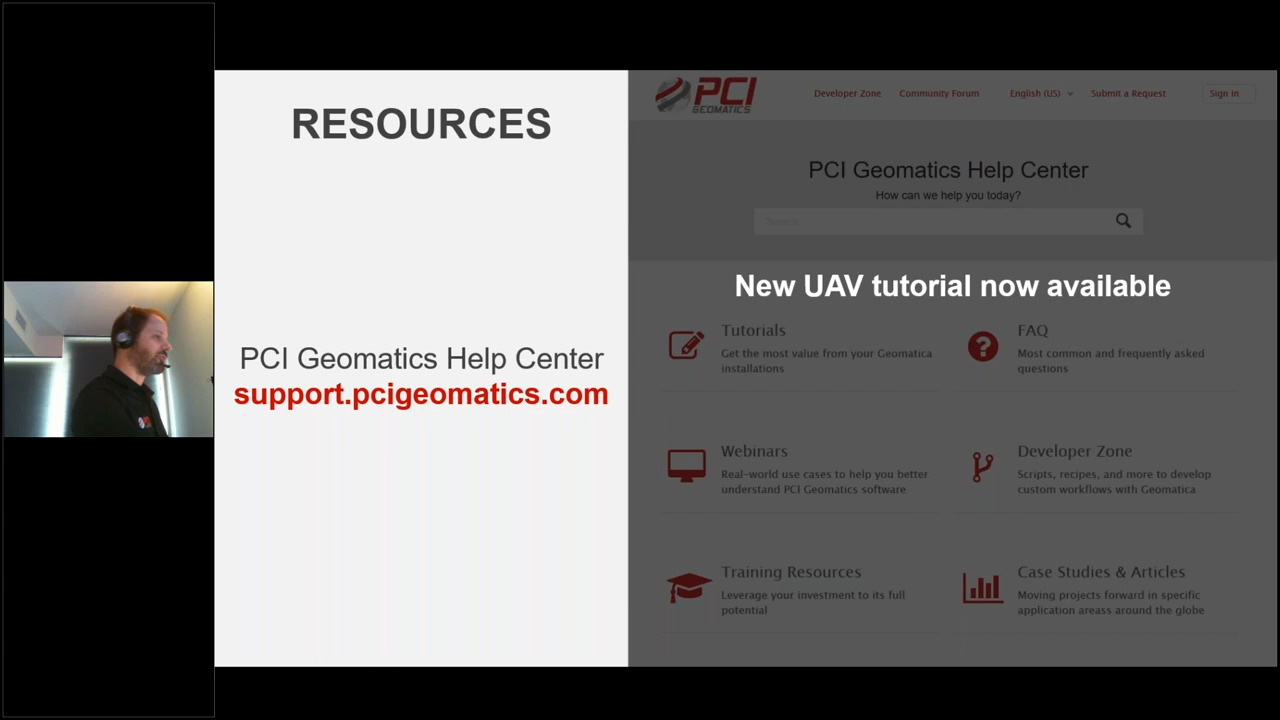 RESOURCES
PCI Geomatics Help Center
support.pcigeomatics.com
PCI
GEOMATICS
Developer Zone
Community Forum
English (US)
Submit a Request
Sign in
PCI Geomatics Help Center
How can we help you today?
New UAV tutorial now available
Tutorials
Get the most value from your Geomatica
installations
FAQ
Most common and frequently asked
questions
Webinars
Real-world use cases to help you better
understand PCI Geomatics software
Developer Zone
Scripts, recipes, and more to develop
custom workflows with Geomatica
Training Resources
Leverage your investment to its full
potential
Case Studies & Articles
Moving projects forward in specific
application areass around the globe